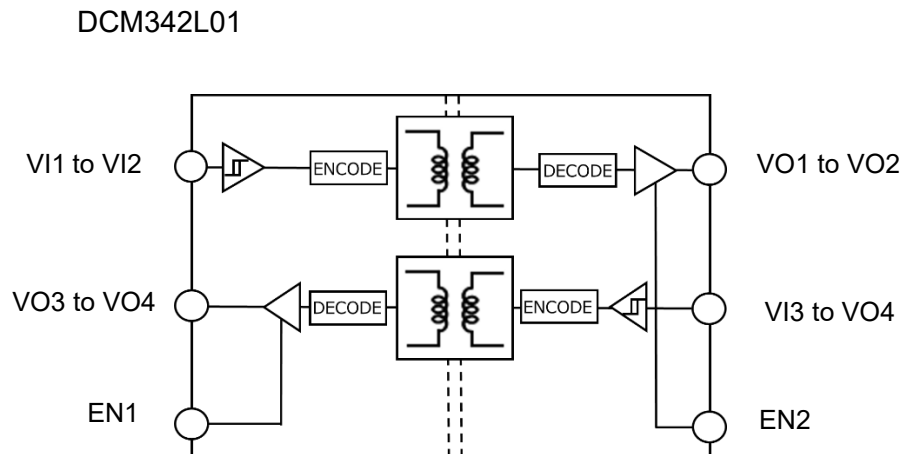 DCM342L01
VI1 to VI2
ENCODE
DECODE
VO1 to VO2
VO3 to VO4
DECODE
ENCODE
VI3 to VO4
EN1
EN2